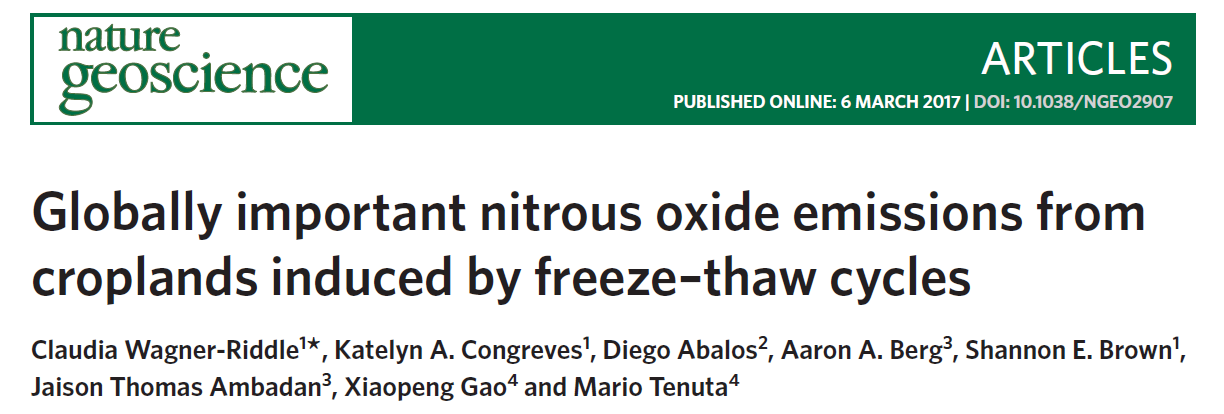 nature
geoscience
ARTICLES
PUBLISHED ONLINE: 6 MARCH 2017 | DOI: 10.1038/NGEO2907
Globally important nitrous oxide emissions from
croplands induced by freeze–thaw cycles
Claudia Wagner-Riddle1*, Katelyn A. Congreves1, Diego Abalos2, Aaron A. Berg3, Shannon E. Brown1,
Jaison Thomas Ambadan3, Xiaopeng Gao4 and Mario Tenuta4